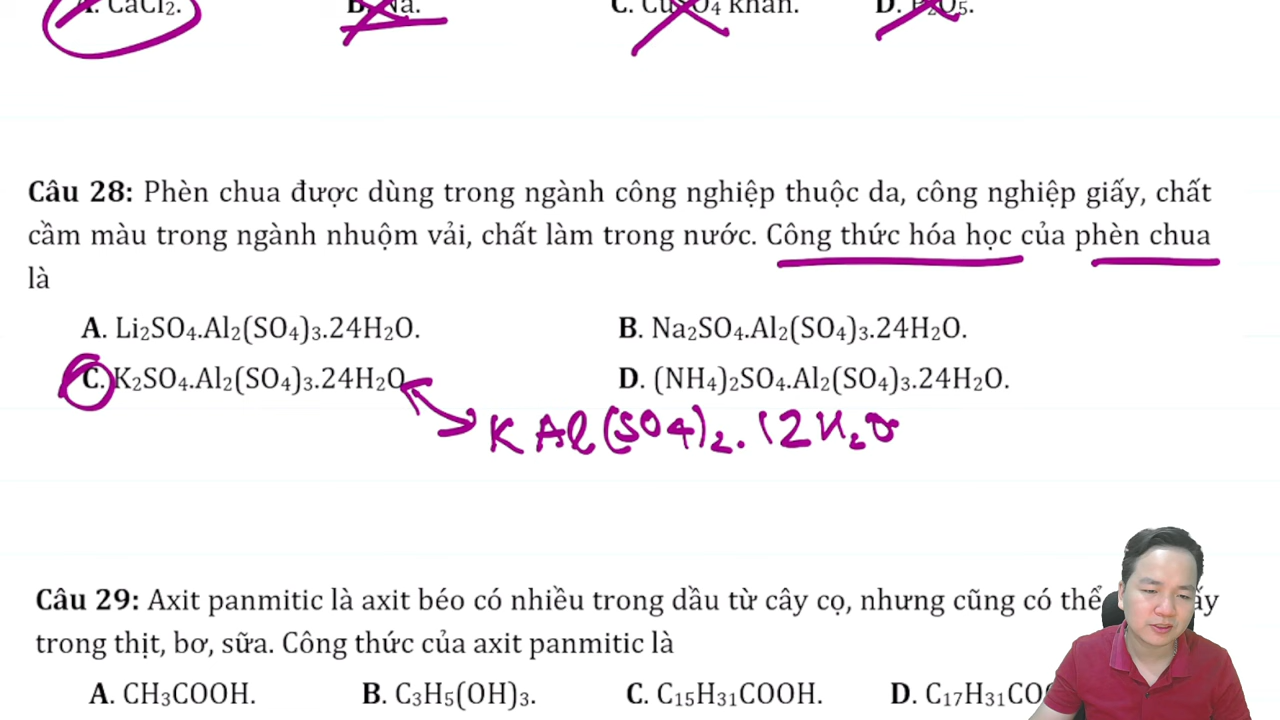 A. CaCl₂. B. Na. C. CuSO₄ khan. D. P₂O₅.
Câu 28: Phèn chua được dùng trong ngành công nghiệp thuộc da, công nghiệp giấy, chất
cầm màu trong ngành nhuộm vải, chất làm trong nước. Công thức hóa học của phèn chua
là
A. Li₂SO₄.Al₂(SO₄)₃.24H₂O. B. Na₂SO₄.Al₂(SO₄)₃.24H₂O.
C. K₂SO₄.Al₂(SO₄)₃.24H₂O D. (NH₄)₂SO₄.Al₂(SO₄)₃.24H₂O.
KAl(SO4)₂.12H₂O
Câu 29: Axit panmitic là axit béo có nhiều trong dầu từ cây cọ, nhưng cũng có thể
trong thịt, bơ, sữa. Công thức của axit panmitic là
A. CH₃COOH. B. C₃H₅(OH)₃. C. C₁₅H₃₁COOH. D. C₁₇H₃₁CO